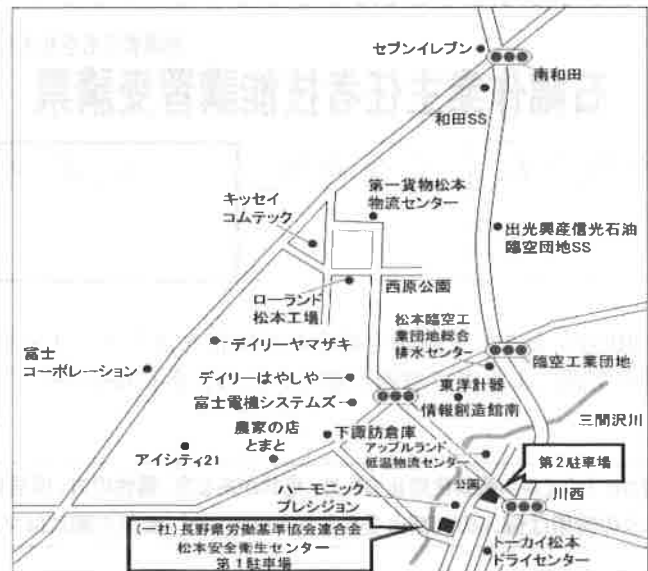 セブンイレブン
南和田
和田SS
第一貨物松本
物流センター
キッセイ
コムテック
出光興産信光石油
臨空団地SS
西原公園
ローランド
松本工場
松本臨空工
業団地総合
排水センター
デイリーヤマザキ
富士
コーポレーション
臨空工業団地
デイリーはやしや
東洋計器
富士電機システムズ
情報創造館南
三間沢川
農家の店
とまと
下諏訪倉庫
アップルランド
低温物流センター
アイシティ21
第2駐車場
公園
ハーモニック
プレシジョン
川西
(一社)長野県労働基準協会連合会
松本安全衛生センター
第1駐車場
トーカイ松本
ドライセンター